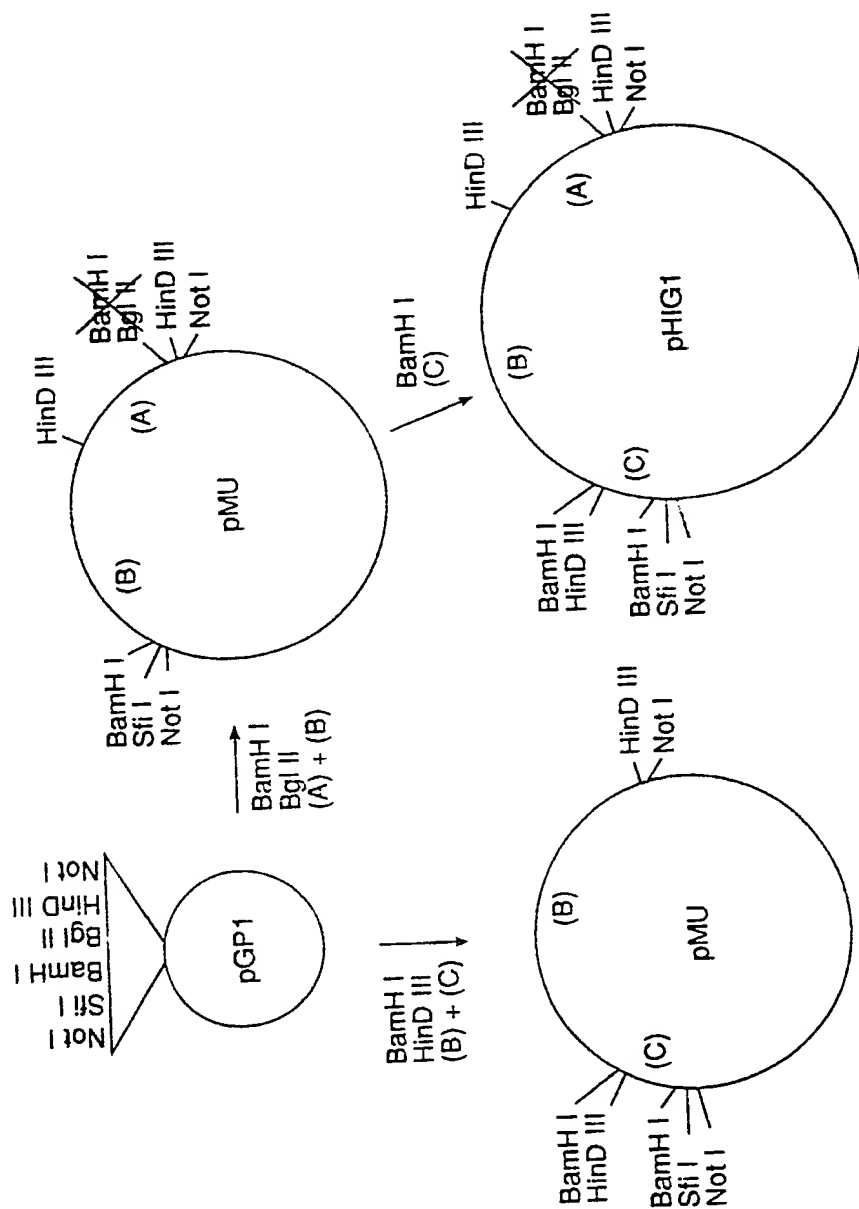 Not I
Sfi I
BamH I
Bgl II
HinD III
Not I
pGP1
BamH I
Bgl II
(A) + (B)
BamH I
Sfi I
Not I
(B)
HinD III
(A)
BamH I
Bgl II
HinD III
Not I
pMU
BamH I
HinD III
(B) + (C)
BamH I
HinD III
(C)
BamH I
Sfi I
Not I
(B)
HinD III
Not I
pMU
BamH I
(C)
BamH I
HinD III
(C)
BamH I
Sfi I
Not I
(B)
HinD III
(A)
BamH I
Bgl II
HinD III
Not I
pHIG1